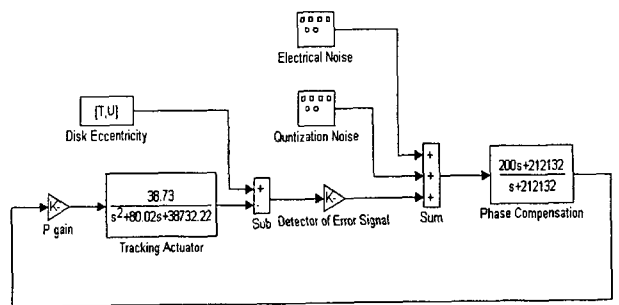 Electrical Noise
{T,U}
Disk Eccentricity
Quntization Noise
200s+212132
s+212132
Phase Compensation
38.73
s²+80.02s+38732.22
Tracking Actuator
K-
P gain
+
-
Sub
K-
Detector of Error Signal
+
+
+
Sum